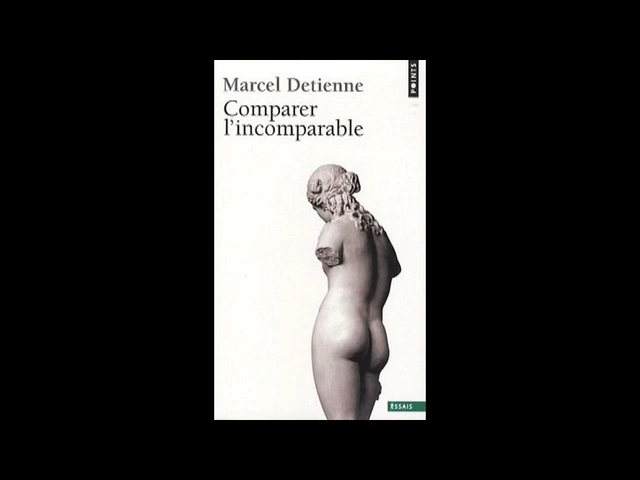 Marcel Detienne
POINTS
Comparer
l'incomparable
ESSAIS